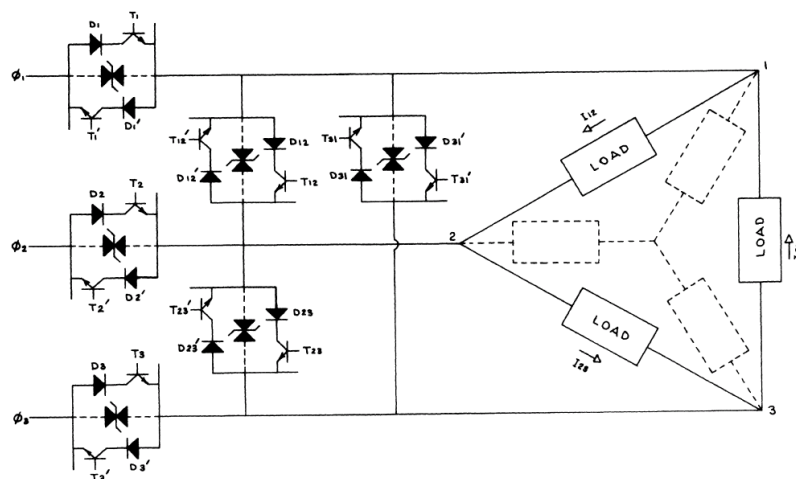 D1 T1
Φ1
T1' D1'
T12' D12
D12' T12
T31 D31'
D31 T31'
D2 T2
Φ2
T2' D2'
T23' D23
D23' T23
D3 T3
Φ3
T3' D3'
1
I12
LOAD
2
LOAD
LOAD
I23
3